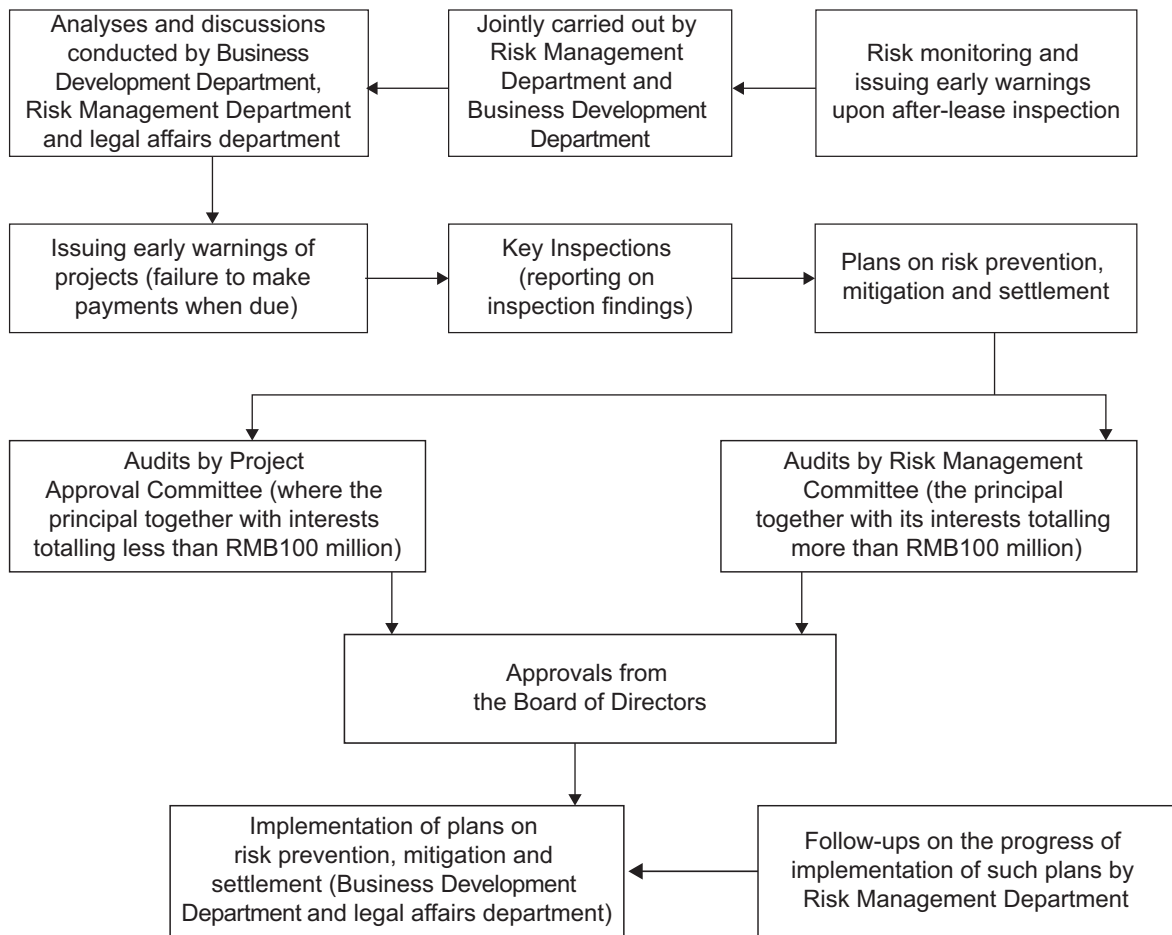 Analyses and discussions
conducted by Business
Development Department,
Risk Management Department
and legal affairs department
Jointly carried out by
Risk Management
Department and
Business Development
Department
Risk monitoring and
issuing early warnings
upon after-lease inspection
Issuing early warnings of
projects (failure to make
payments when due)
Key Inspections
(reporting on
inspection findings)
Plans on risk prevention,
mitigation and settlement
Audits by Project
Approval Committee (where the
principal together with interests
totalling less than RMB100 million)
Audits by Risk Management
Committee (the principal
together with its interests totalling
more than RMB100 million)
Approvals from
the Board of Directors
Implementation of plans on
risk prevention, mitigation and
settlement (Business Development
Department and legal affairs department)
Follow-ups on the progress of
implementation of such plans by
Risk Management Department